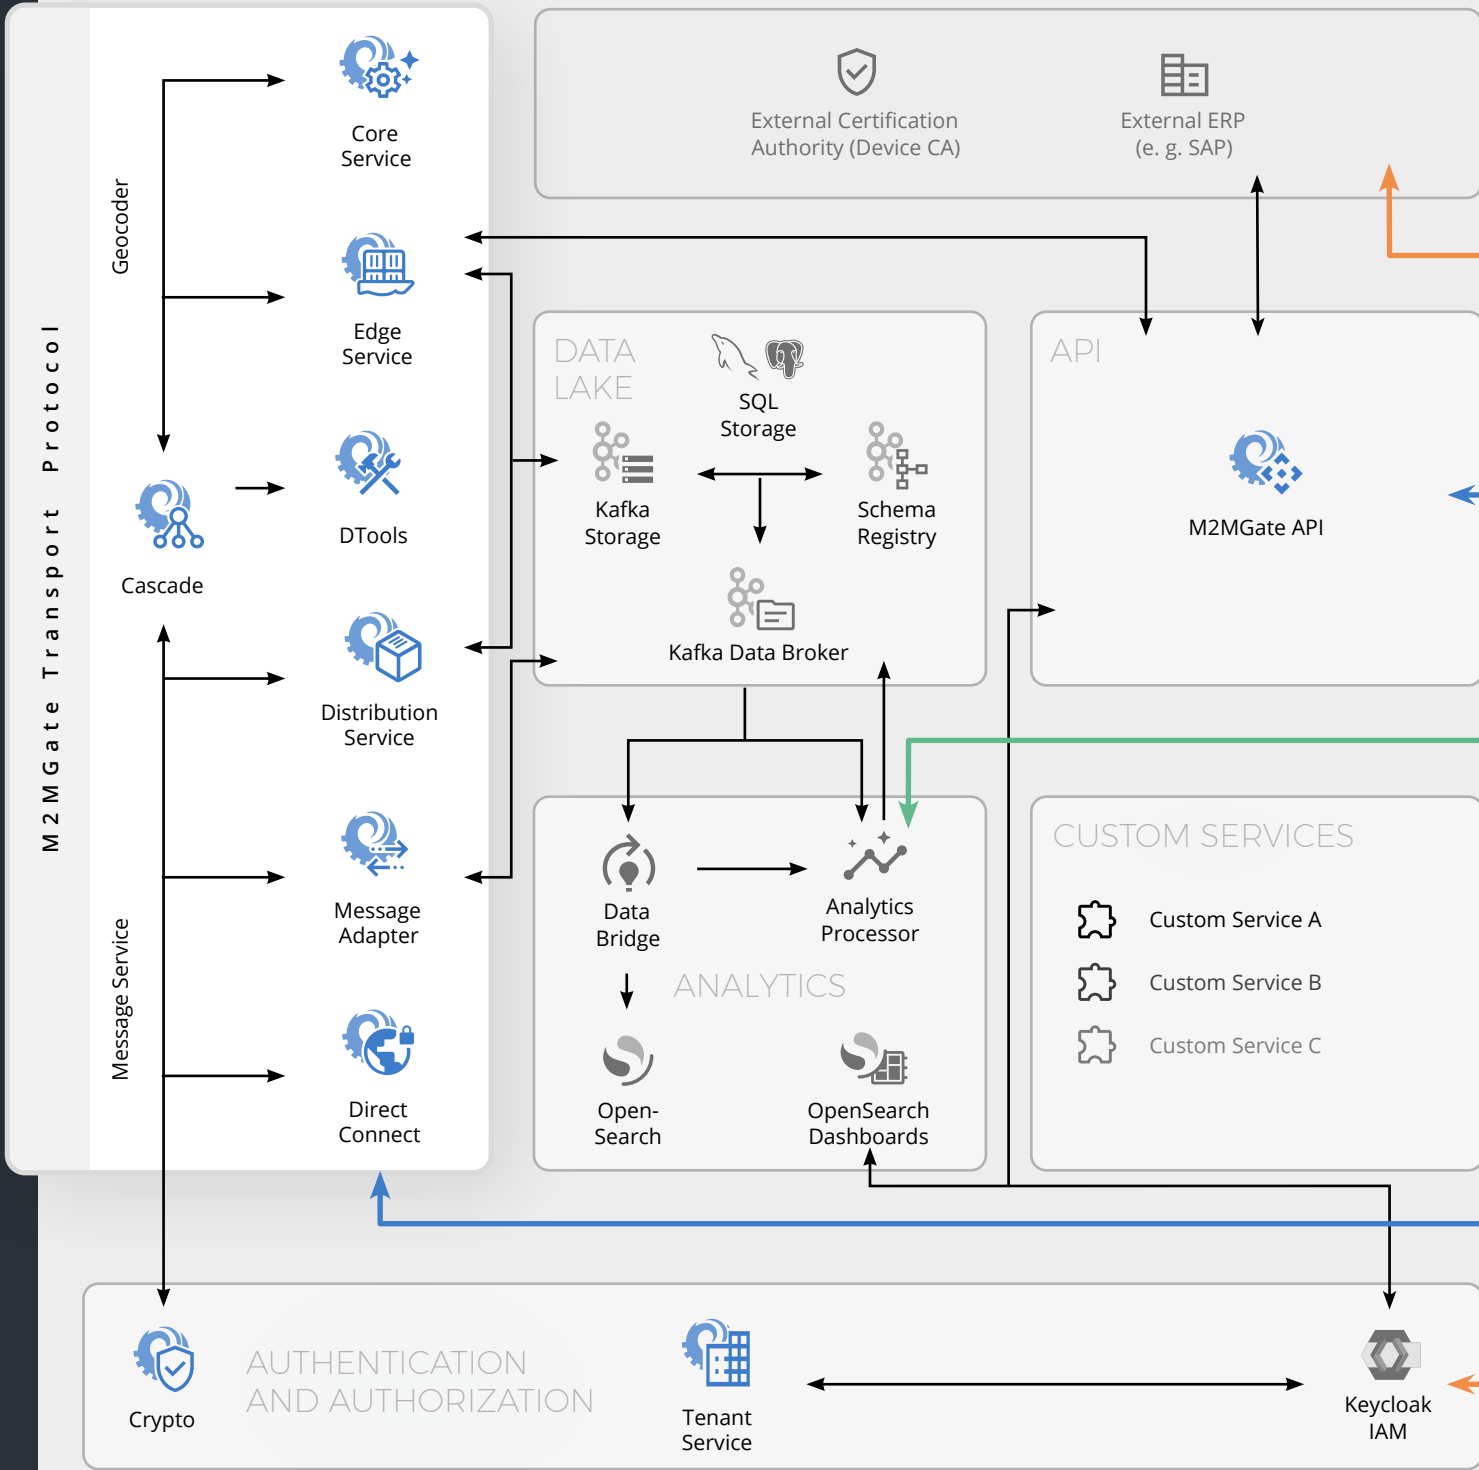 M2MGate Transport Protocol
Geocoder
Message Service
Core
Service
Edge
Service
DTools
Cascade
Distribution
Service
Message
Adapter
Direct
Connect
External Certification
Authority (Device CA)
External ERP
(e. g. SAP)
DATA
LAKE
SQL
Storage
Kafka
Storage
Schema
Registry
Kafka Data Broker
API
M2MGate API
Data
Bridge
Analytics
Processor
ANALYTICS
Open-
Search
OpenSearch
Dashboards
CUSTOM SERVICES
Custom Service A
Custom Service B
Custom Service C
Crypto
AUTHENTICATION
AND AUTHORIZATION
Tenant
Service
Keycloak
IAM